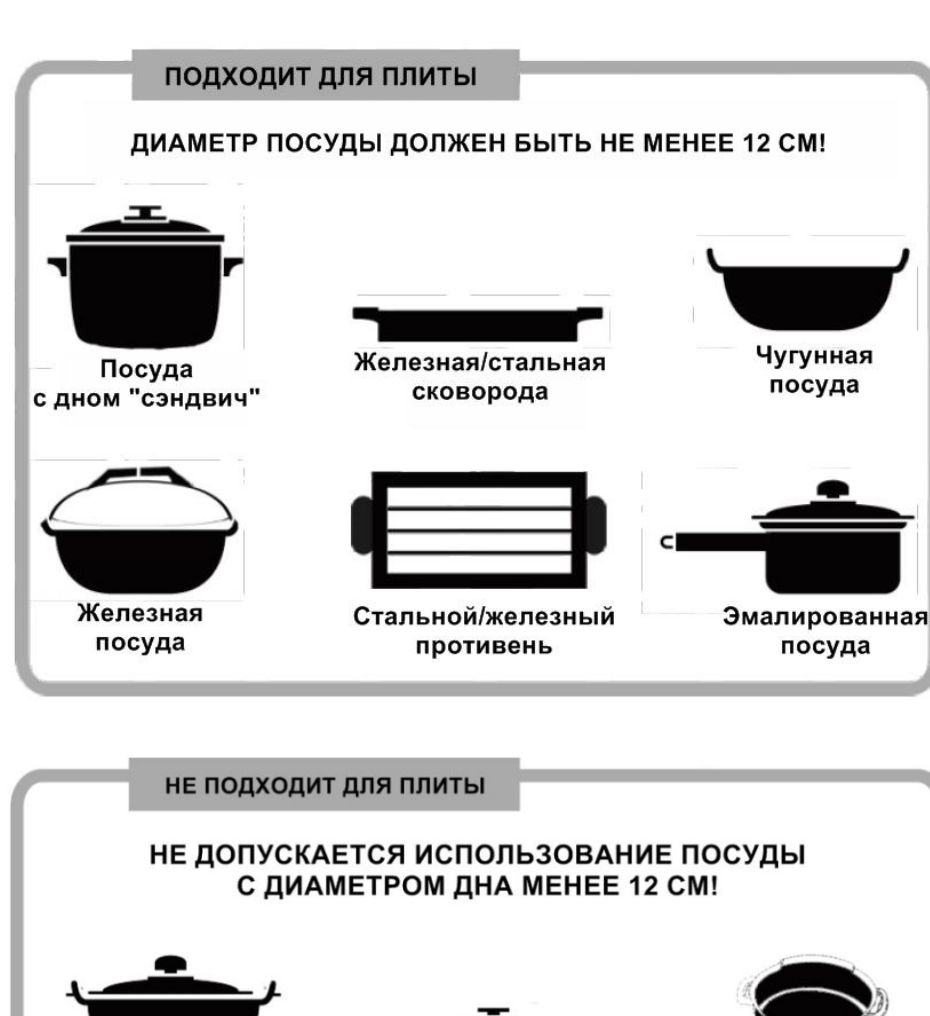 ПОДХОДИТ ДЛЯ ПЛИТЫ
ДИАМЕТР ПОСУДЫ ДОЛЖЕН БЫТЬ НЕ МЕНЕЕ 12 СМ!
Посуда
с дном "сэндвич"
Железная/стальная
сковорода
Чугунная
посуда
Железная
посуда
Стальной/железный
противень
Эмалированная
посуда
НЕ ПОДХОДИТ ДЛЯ ПЛИТЫ
НЕ ДОПУСКАЕТСЯ ИСПОЛЬЗОВАНИЕ ПОСУДЫ
С ДИАМЕТРОМ ДНА МЕНЕЕ 12 СМ!